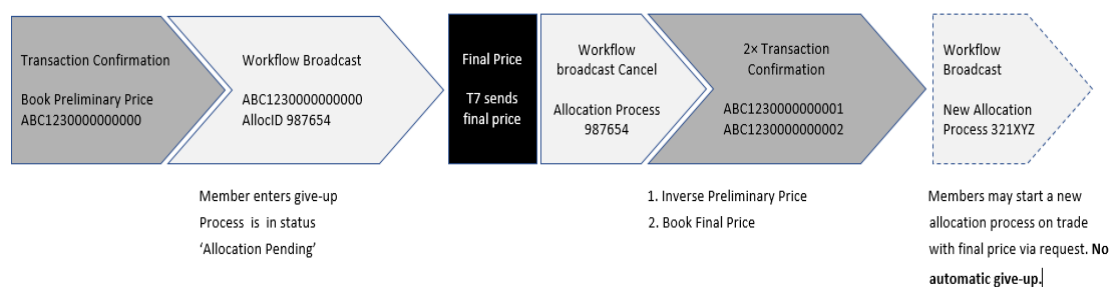 Transaction Confirmation
Book Preliminary Price
ABC1230000000000
Workflow Broadcast
ABC1230000000000
AllocID 987654
Final Price
T7 sends
final price
Workflow
broadcast Cancel
Allocation Process
987654
2× Transaction
Confirmation
ABC1230000000001
ABC1230000000002
Workflow
Broadcast
New Allocation
Process 321XYZ
Member enters give-up
Process is in status
‘Allocation Pending’
1. Inverse Preliminary Price
2. Book Final Price
Members may start a new
allocation process on trade
with final price via request. No
automatic give-up.